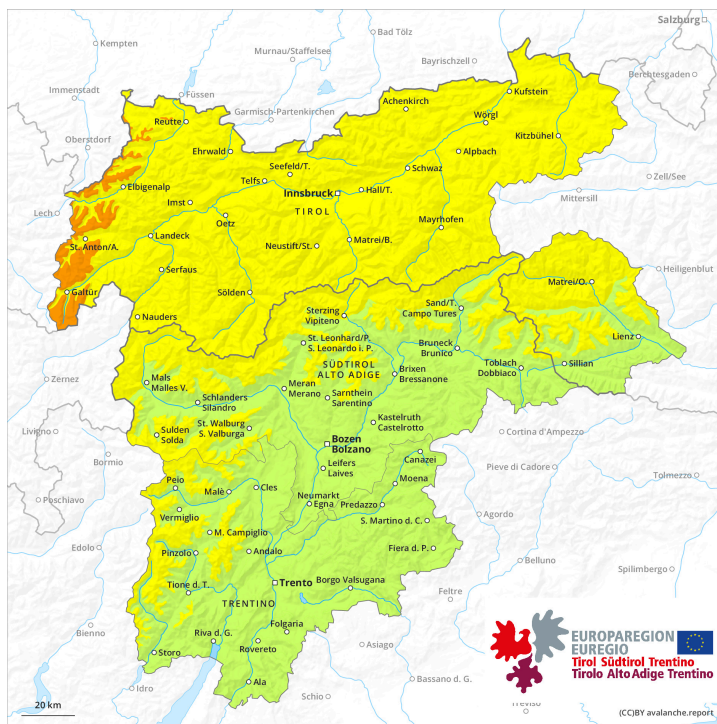 Salzburg
Kempten
Bad Tölz
Murnau/Staffelsee
Bayrischzell
Berchtesgaden
Immenstadt
Füssen
Garmisch-Partenkirchen
Achenkirch
Kufstein
Reutte
Wörgl
Oberstdorf
Kitzbühel
Ehrwald
Alpbach
Seefeld/T.
Schwaz
Zell/See
Telfs
Elbigenalp
Innsbruck
Hall/T.
Mittersill
Imst
TIROL
Lech
Oetz
Mayrhofen
St. Anton/A.
Landeck
Neustift/St.
Matrei/B.
Serfaus
Heiligenblut
Galtür
Sölden
Matrei/O.
Nauders
Sterzing
Vipiteno
Sand/T.
Campo Tures
St. Leonhard/P.
S. Leonardo i. P.
Lienz
Bruneck
Brunico
SÜDTIROL
ALTO ADIGE
Toblach
Dobbiaco
Sillian
Brixen
Bressanone
Zernez
Mals
Malles V.
Meran
Merano
Schlanders
Silandro
Sarnthein
Sarentino
St. Walburg
S. Valburga
Kastelruth
Castelrotto
Livigno
Sulden
Solda
Bozen
Bolzano
Cortina d'Ampezzo
Bormio
Canazei
Leifers
Laives
Pieve di Cadore
Peio
Cles
Moena
Tolmezzo
Malè
Poschiavo
Neumarkt
Egna
Predazzo
Vermiglio
Agordo
S. Martino d. C.
M. Campiglio
Edolo
Pinzolo
Andalo
Fiera d. P.
Belluno
Spilimbergo
Tione d. T.
Trento
Borgo Valsugana
Feltre
TRENTINO
Folgaria
Bienno
Riva d. G.
Rovereto
Storo
Asiago
Ala
Bassano d. G.
Idro
Schio
Treviso
EUROPAREGION
EUREGIO
Tirol Südtirol Trentino
Tirolo Alto Adige Trentino
20 km
(CC)BY avalanche.report